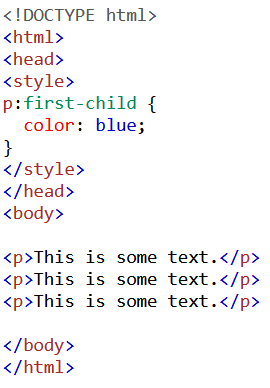 <!DOCTYPE html>
<html>
<head>
<style>
p:first-child {
  color: blue;
}
</style>
</head>
<body>

<p>This is some text.</p>
<p>This is some text.</p>
<p>This is some text.</p>

</body>
</html>